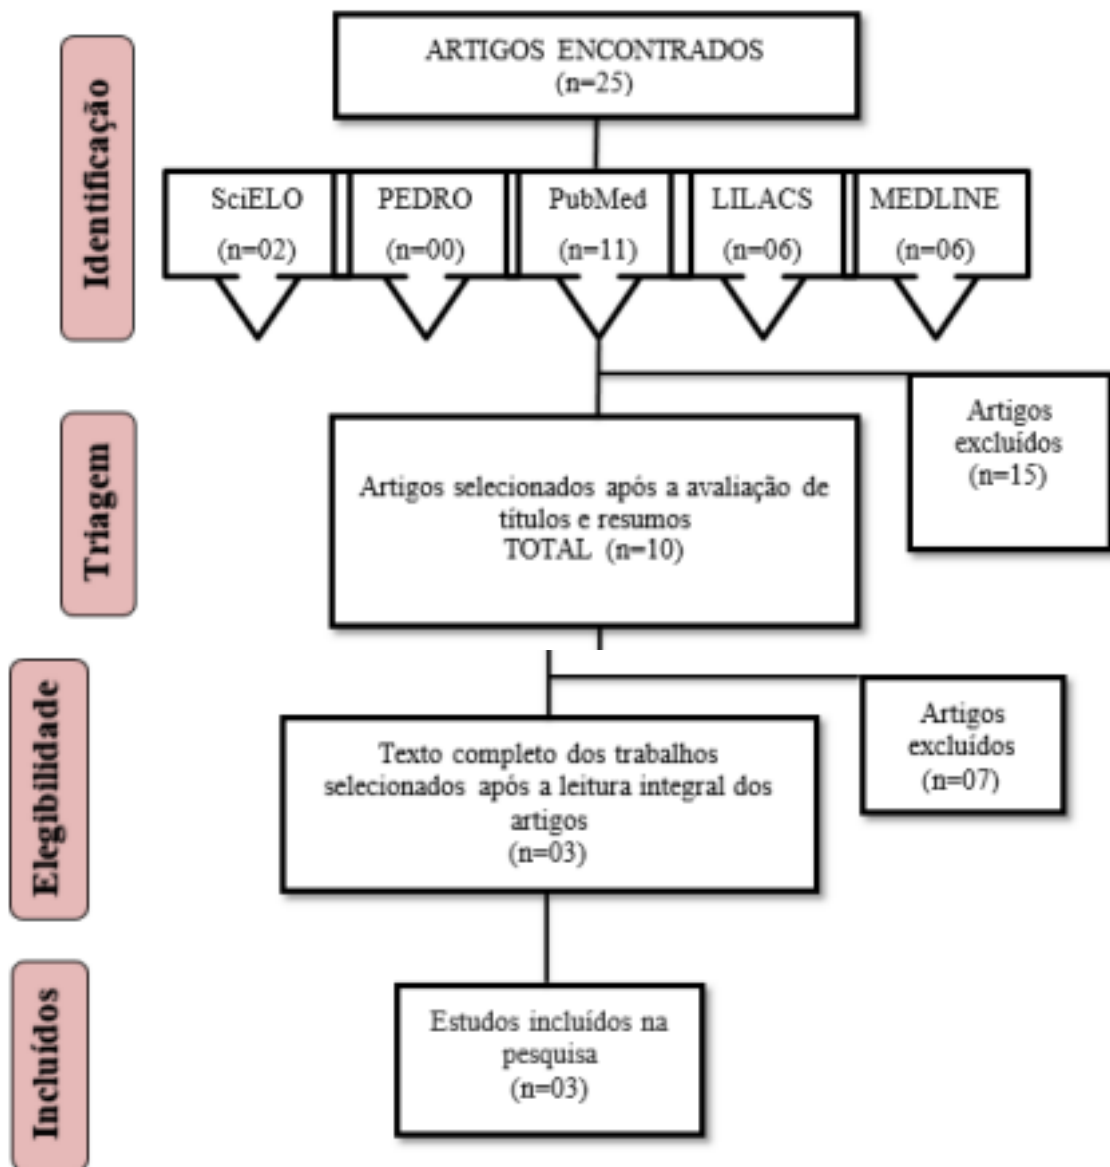 Identificação
ARTIGOS ENCONTRADOS
(n=25)
SciELO
(n=02)
PEDRO
(n=00)
PubMed
(n=11)
LILACS
(n=06)
MEDLINE
(n=06)
Triagem
Artigos selecionados após a avaliação de
títulos e resumos
TOTAL (n=10)
Artigos
excluídos
(n=15)
Elegibilidade
Texto completo dos trabalhos
selecionados após a leitura integral dos
artigos
(n=03)
Artigos
excluídos
(n=07)
Incluídos
Estudos incluídos na
pesquisa
(n=03)